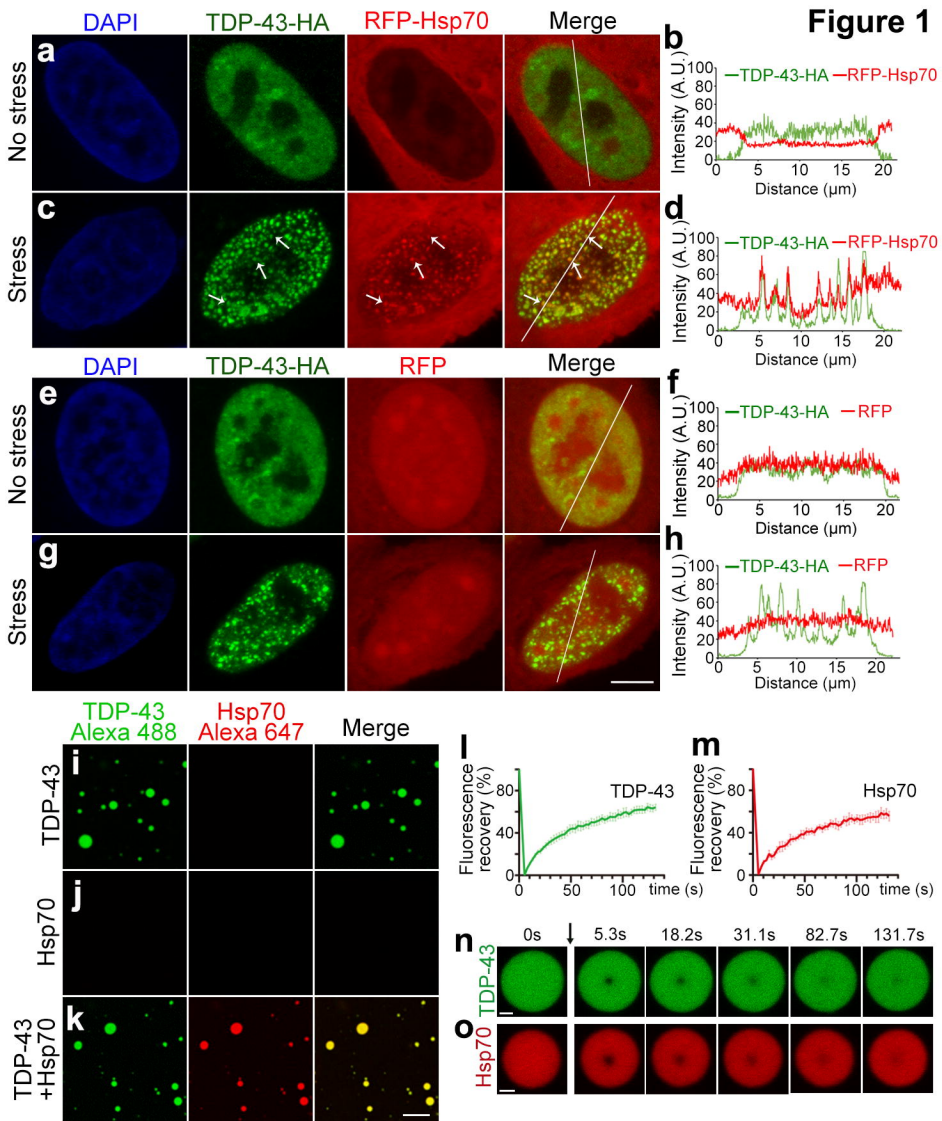 Figure 1
DAPI TDP-43-HA RFP-Hsp70 Merge
No stress
a
b
TDP-43-HA RFP-Hsp70
Intensity (A.U.)
100
80
60
40
20
0
0 5 10 15 20
Distance (µm)
Stress
c
d
TDP-43-HA RFP-Hsp70
Intensity (A.U.)
100
80
60
40
20
0
0 5 10 15 20
Distance (µm)
DAPI TDP-43-HA RFP Merge
No stress
e
f
TDP-43-HA RFP
Intensity (A.U.)
100
80
60
40
20
0
0 5 10 15 20
Distance (µm)
Stress
g
h
TDP-43-HA RFP
Intensity (A.U.)
100
80
60
40
20
0
0 5 10 15 20
Distance (µm)
TDP-43 Hsp70
Alexa 488 Alexa 647 Merge
TDP-43
i
Hsp70
j
TDP-43
+Hsp70
k
l
Fluorescence
recovery (%)
80
40
0
0 50 100 time (s)
TDP-43
m
Fluorescence
recovery (%)
80
40
0
0 50 100 time (s)
Hsp70
0s 5.3s 18.2s 31.1s 82.7s 131.7s
n
TDP-43
o
Hsp70